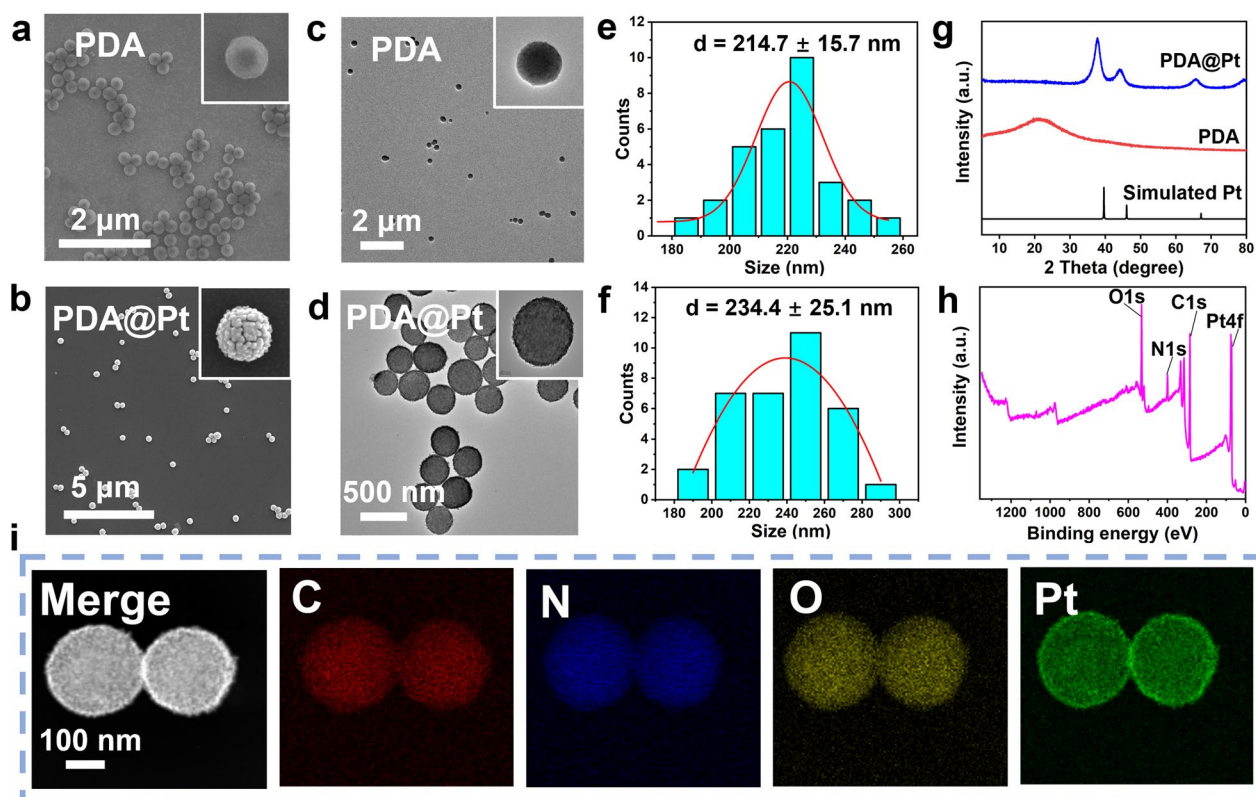 a
PDA
2 μm
b
PDA@Pt
5 μm
c
PDA
2 μm
d
PDA@Pt
500 nm
e
d = 214.7 ± 15.7 nm
Counts
12
10
8
6
4
2
0
180 200 220 240 260
Size (nm)
f
d = 234.4 ± 25.1 nm
Counts
14
12
10
8
6
4
2
0
180 200 220 240 260 280 300
Size (nm)
g
Intensity (a.u.)
PDA@Pt
PDA
Simulated Pt
10 20 30 40 50 60 70 80
2 Theta (degree)
h
Intensity (a.u.)
O1s
N1s
C1s
Pt4f
1200 1000 800 600 400 200 0
Binding energy (eV)
i
Merge
100 nm
C
N
O
Pt